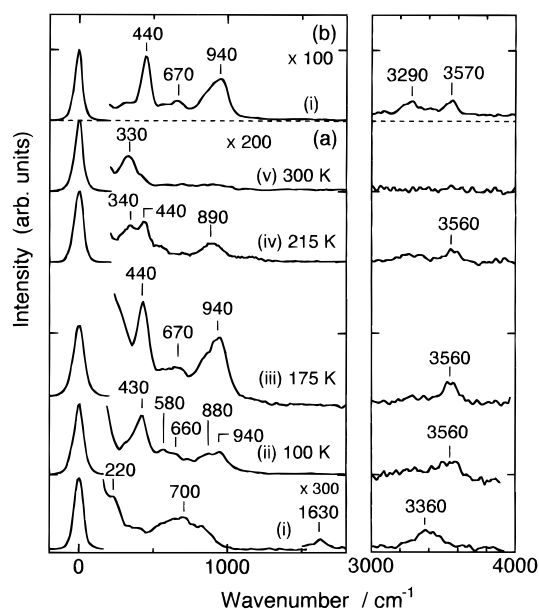 (b)
440
940
x 100
670
3290
3570
(i)
(a)
330
x 200
(v) 300 K
340
440
890
(iv) 215 K
3560
440
940
670
3560
(iii) 175 K
430
580
660
880
940
3560
(ii) 100 K
220
700
x 300
1630
3360
(i)
0
1000
3000
4000
Intensity (arb. units)
Wavenumber / cm⁻¹